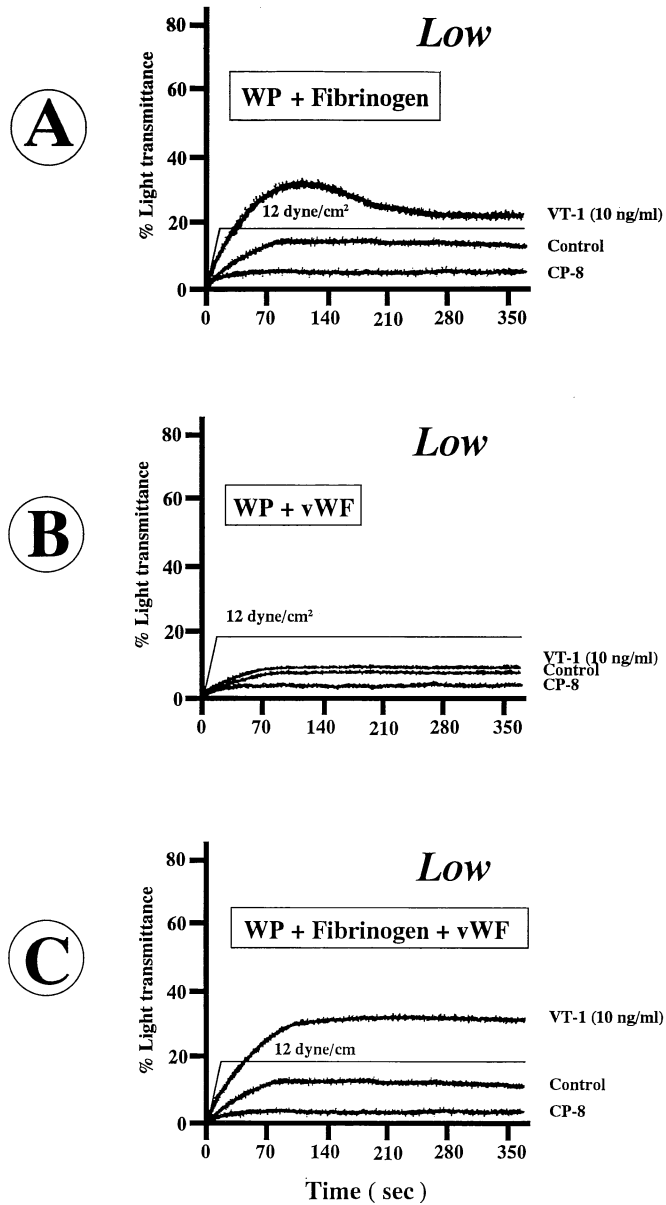 A
Low
WP + Fibrinogen
% Light transmittance
80
60
40
20
0
12 dyne/cm²
VT-1 (10 ng/ml)
Control
CP-8
0 70 140 210 280 350
B
Low
WP + vWF
% Light transmittance
80
60
40
20
0
12 dyne/cm²
VT-1 (10 ng/ml)
Control
CP-8
0 70 140 210 280 350
C
Low
WP + Fibrinogen + vWF
% Light transmittance
80
60
40
20
0
12 dyne/cm
VT-1 (10 ng/ml)
Control
CP-8
0 70 140 210 280 350
Time ( sec )